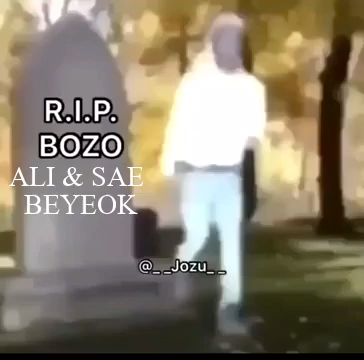 R.I.P.
BOZO
ALI & SAE
BEYEOK
@_ _Jozu_ _